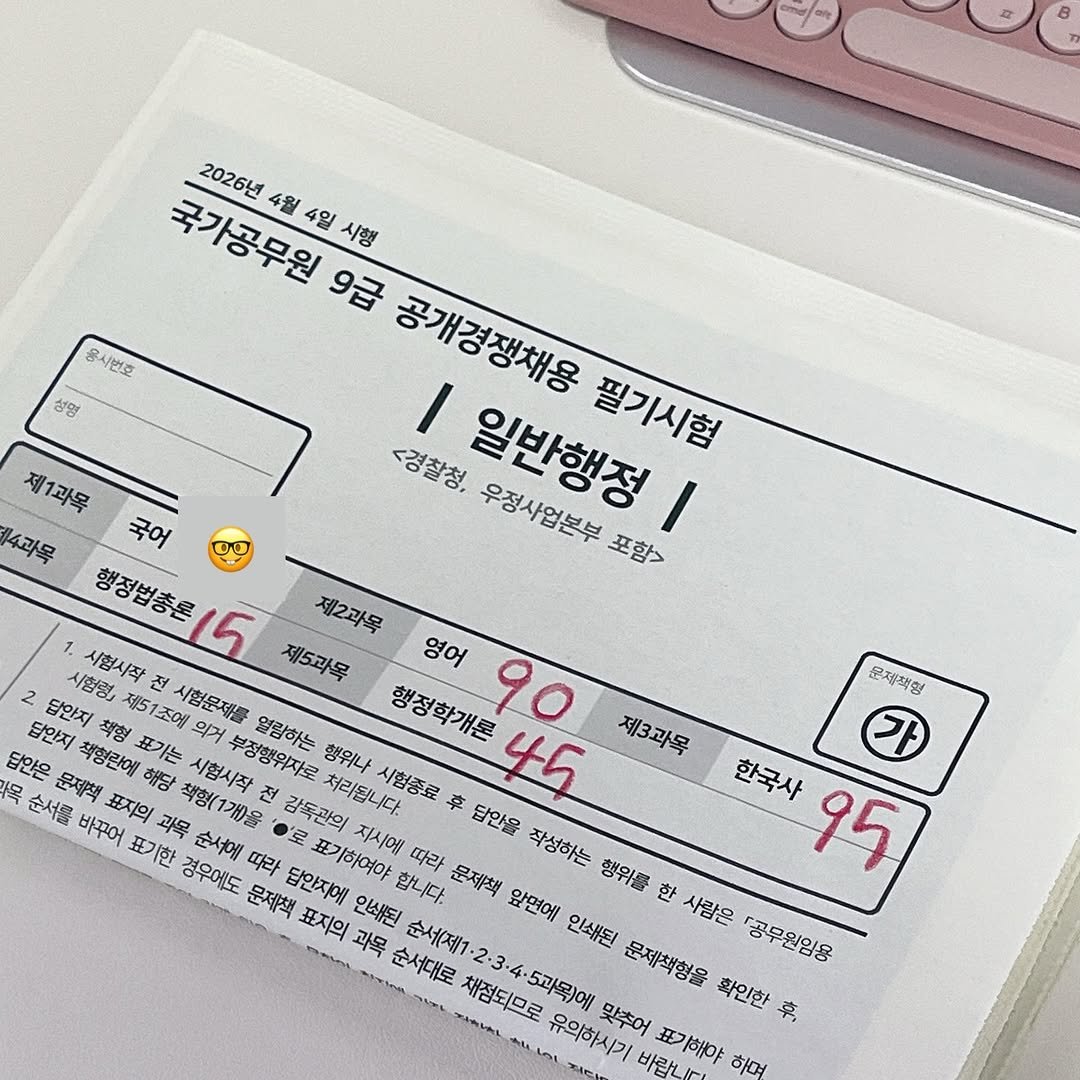 cmd/alt
ㅍ
B
ㅠ
2026년 4월 4일 시행
국가공무원 9급 공개경쟁채용 필기시험
응시번호
성명
| 일반행정 |
<경찰청, 우정사업본부 포함>
문제책형
가
제1과목 국어 제2과목 영어 90 제3과목 한국사 95
제4과목 행정법총론 15 제5과목 행정학개론 45
1. 시험시작 전 시험문제를 열람하는 행위나 시험종료 후 답안을 작성하는 행위를 한 사람은 「공무원임용
시험령」 제51조에 의거 부정행위자로 처리됩니다.
2. 답안지 책형 표기는 시험시작 전 감독관의 지시에 따라 문제책 앞면에 인쇄된 문제책형을 확인한 후,
답안지 책형란에 해당 책형(1개)을 '●'로 표기하여야 합니다.
답안은 문제책 표지의 과목 순서에 따라 답안지에 인쇄된 순서(제1·2·3·4·5과목)에 맞추어 표기해야 하며,
과목 순서를 바꾸어 표기한 경우에도 문제책 표지의 과목 순서대로 채점되므로 유의하시기 바랍니다.